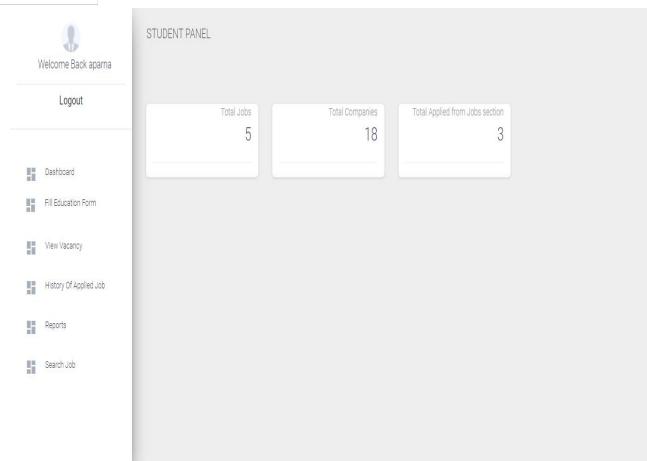 Welcome Back aparna
Logout
Dashboard
Fill Education Form
View Vacancy
History Of Applied Job
Reports
Search Job
STUDENT PANEL
Total Jobs
5
Total Companies
18
Total Applied from Jobs section
3